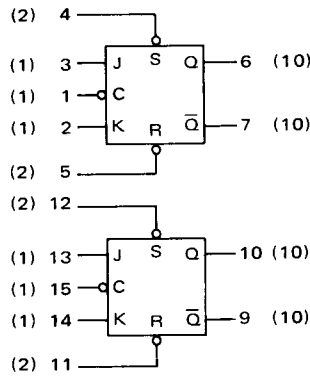 (2) 4
S
(1) 3 J Q 6 (10)
(1) 1 C
(1) 2 K R Q̅ 7 (10)
(2) 5
(2) 12
S
(1) 13 J Q 10 (10)
(1) 15 C
(1) 14 K R Q̅ 9 (10)
(2) 11